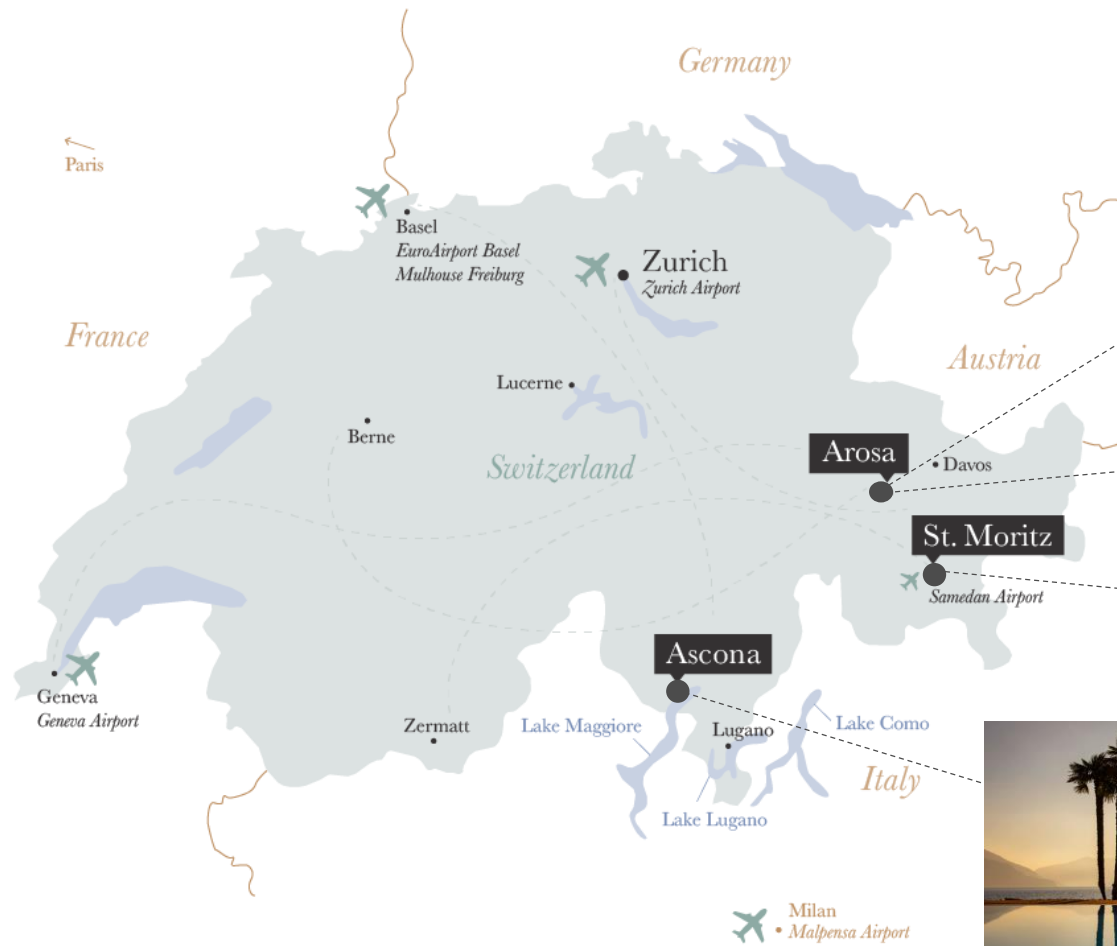 Germany
Paris
Basel
EuroAirport Basel
Mulhouse Freiburg
Zurich
Zurich Airport
France
Austria
Lucerne
Berne
Switzerland
Arosa
Davos
St. Moritz
Samedan Airport
Ascona
Geneva
Geneva Airport
Zermatt
Lake Maggiore
Lugano
Lake Como
Italy
Lake Lugano
Milan
Malpensa Airport